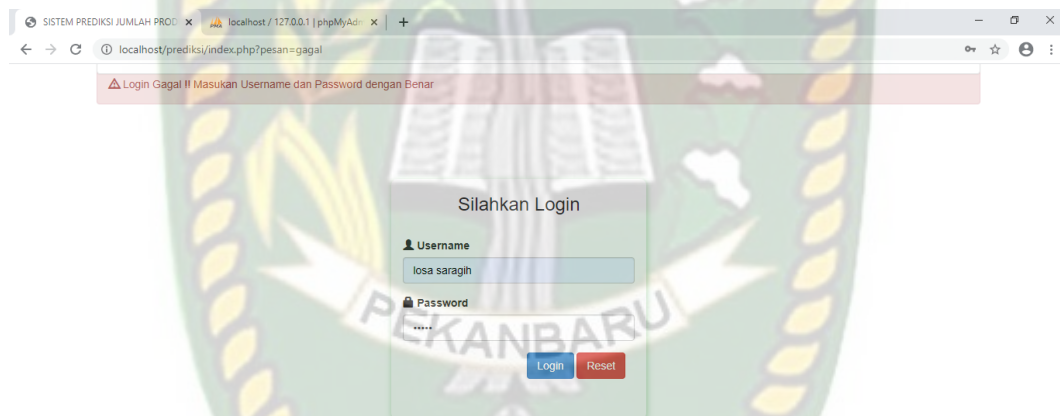 SISTEM PREDIKSI JUMLAH PROD
localhost / 127.0.0.1 | phpMyAdm
localhost/prediksi/index.php?pesan=gagal
Login Gagal !! Masukan Username dan Password dengan Benar
Silahkan Login
Username
losa saragih
Password
•••••
Login Reset
PEKANBARU